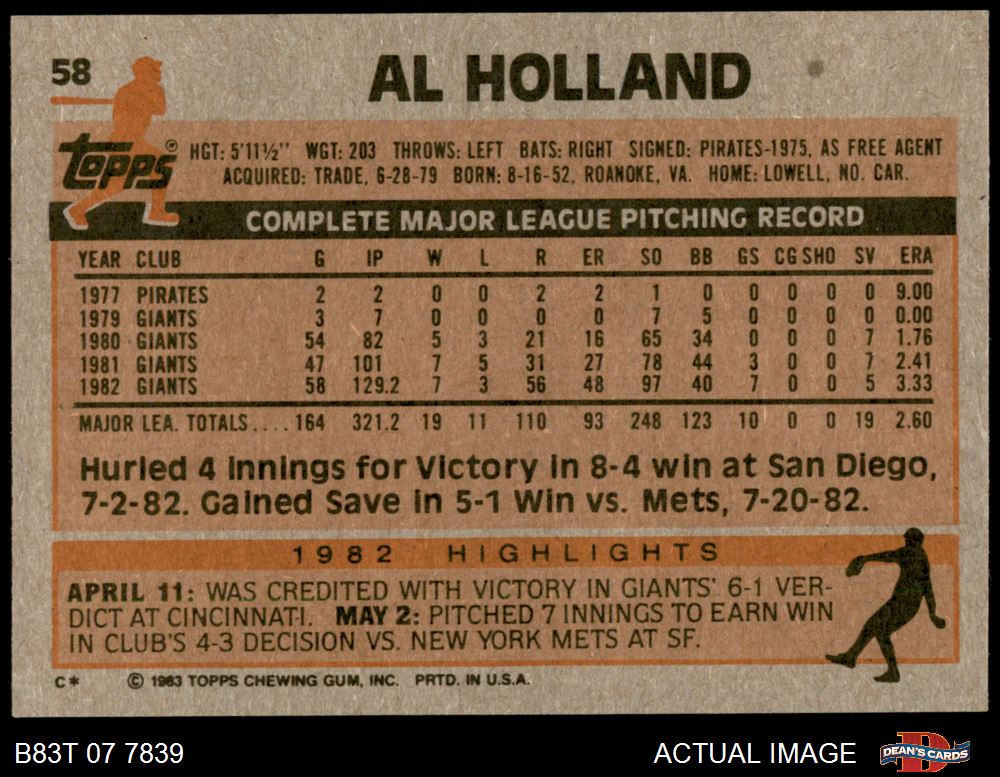 58
AL HOLLAND
topps®
HGT: 5'11½" WGT: 203 THROWS: LEFT BATS: RIGHT SIGNED: PIRATES-1975, AS FREE AGENT
ACQUIRED: TRADE, 6-28-79 BORN: 8-16-52, ROANOKE, VA. HOME: LOWELL, NO. CAR.
COMPLETE MAJOR LEAGUE PITCHING RECORD
YEAR CLUB G IP W L R ER SO BB GS CG SHO SV ERA
1977 PIRATES 2 2 0 0 2 2 1 0 0 0 0 0 9.00
1979 GIANTS 3 7 0 0 0 0 7 5 0 0 0 0 0.00
1980 GIANTS 54 82 5 3 21 16 65 34 0 0 0 7 1.76
1981 GIANTS 47 101 7 5 31 27 78 44 3 0 0 7 2.41
1982 GIANTS 58 129.2 7 3 56 48 97 40 7 0 0 5 3.33
MAJOR LEA. TOTALS.... 164 321.2 19 11 110 93 248 123 10 0 0 19 2.60
Hurled 4 innings for Victory in 8-4 win at San Diego,
7-2-82. Gained Save in 5-1 Win vs. Mets, 7-20-82.
1982 HIGHLIGHTS
APRIL 11: WAS CREDITED WITH VICTORY IN GIANTS' 6-1 VER-
DICT AT CINCINNATI. MAY 2: PITCHED 7 INNINGS TO EARN WIN
IN CLUB'S 4-3 DECISION VS. NEW YORK METS AT SF.
C* © 1983 TOPPS CHEWING GUM, INC. PRTD. IN U.S.A.
B83T 07 7839 ACTUAL IMAGE DEAN'S CARDS